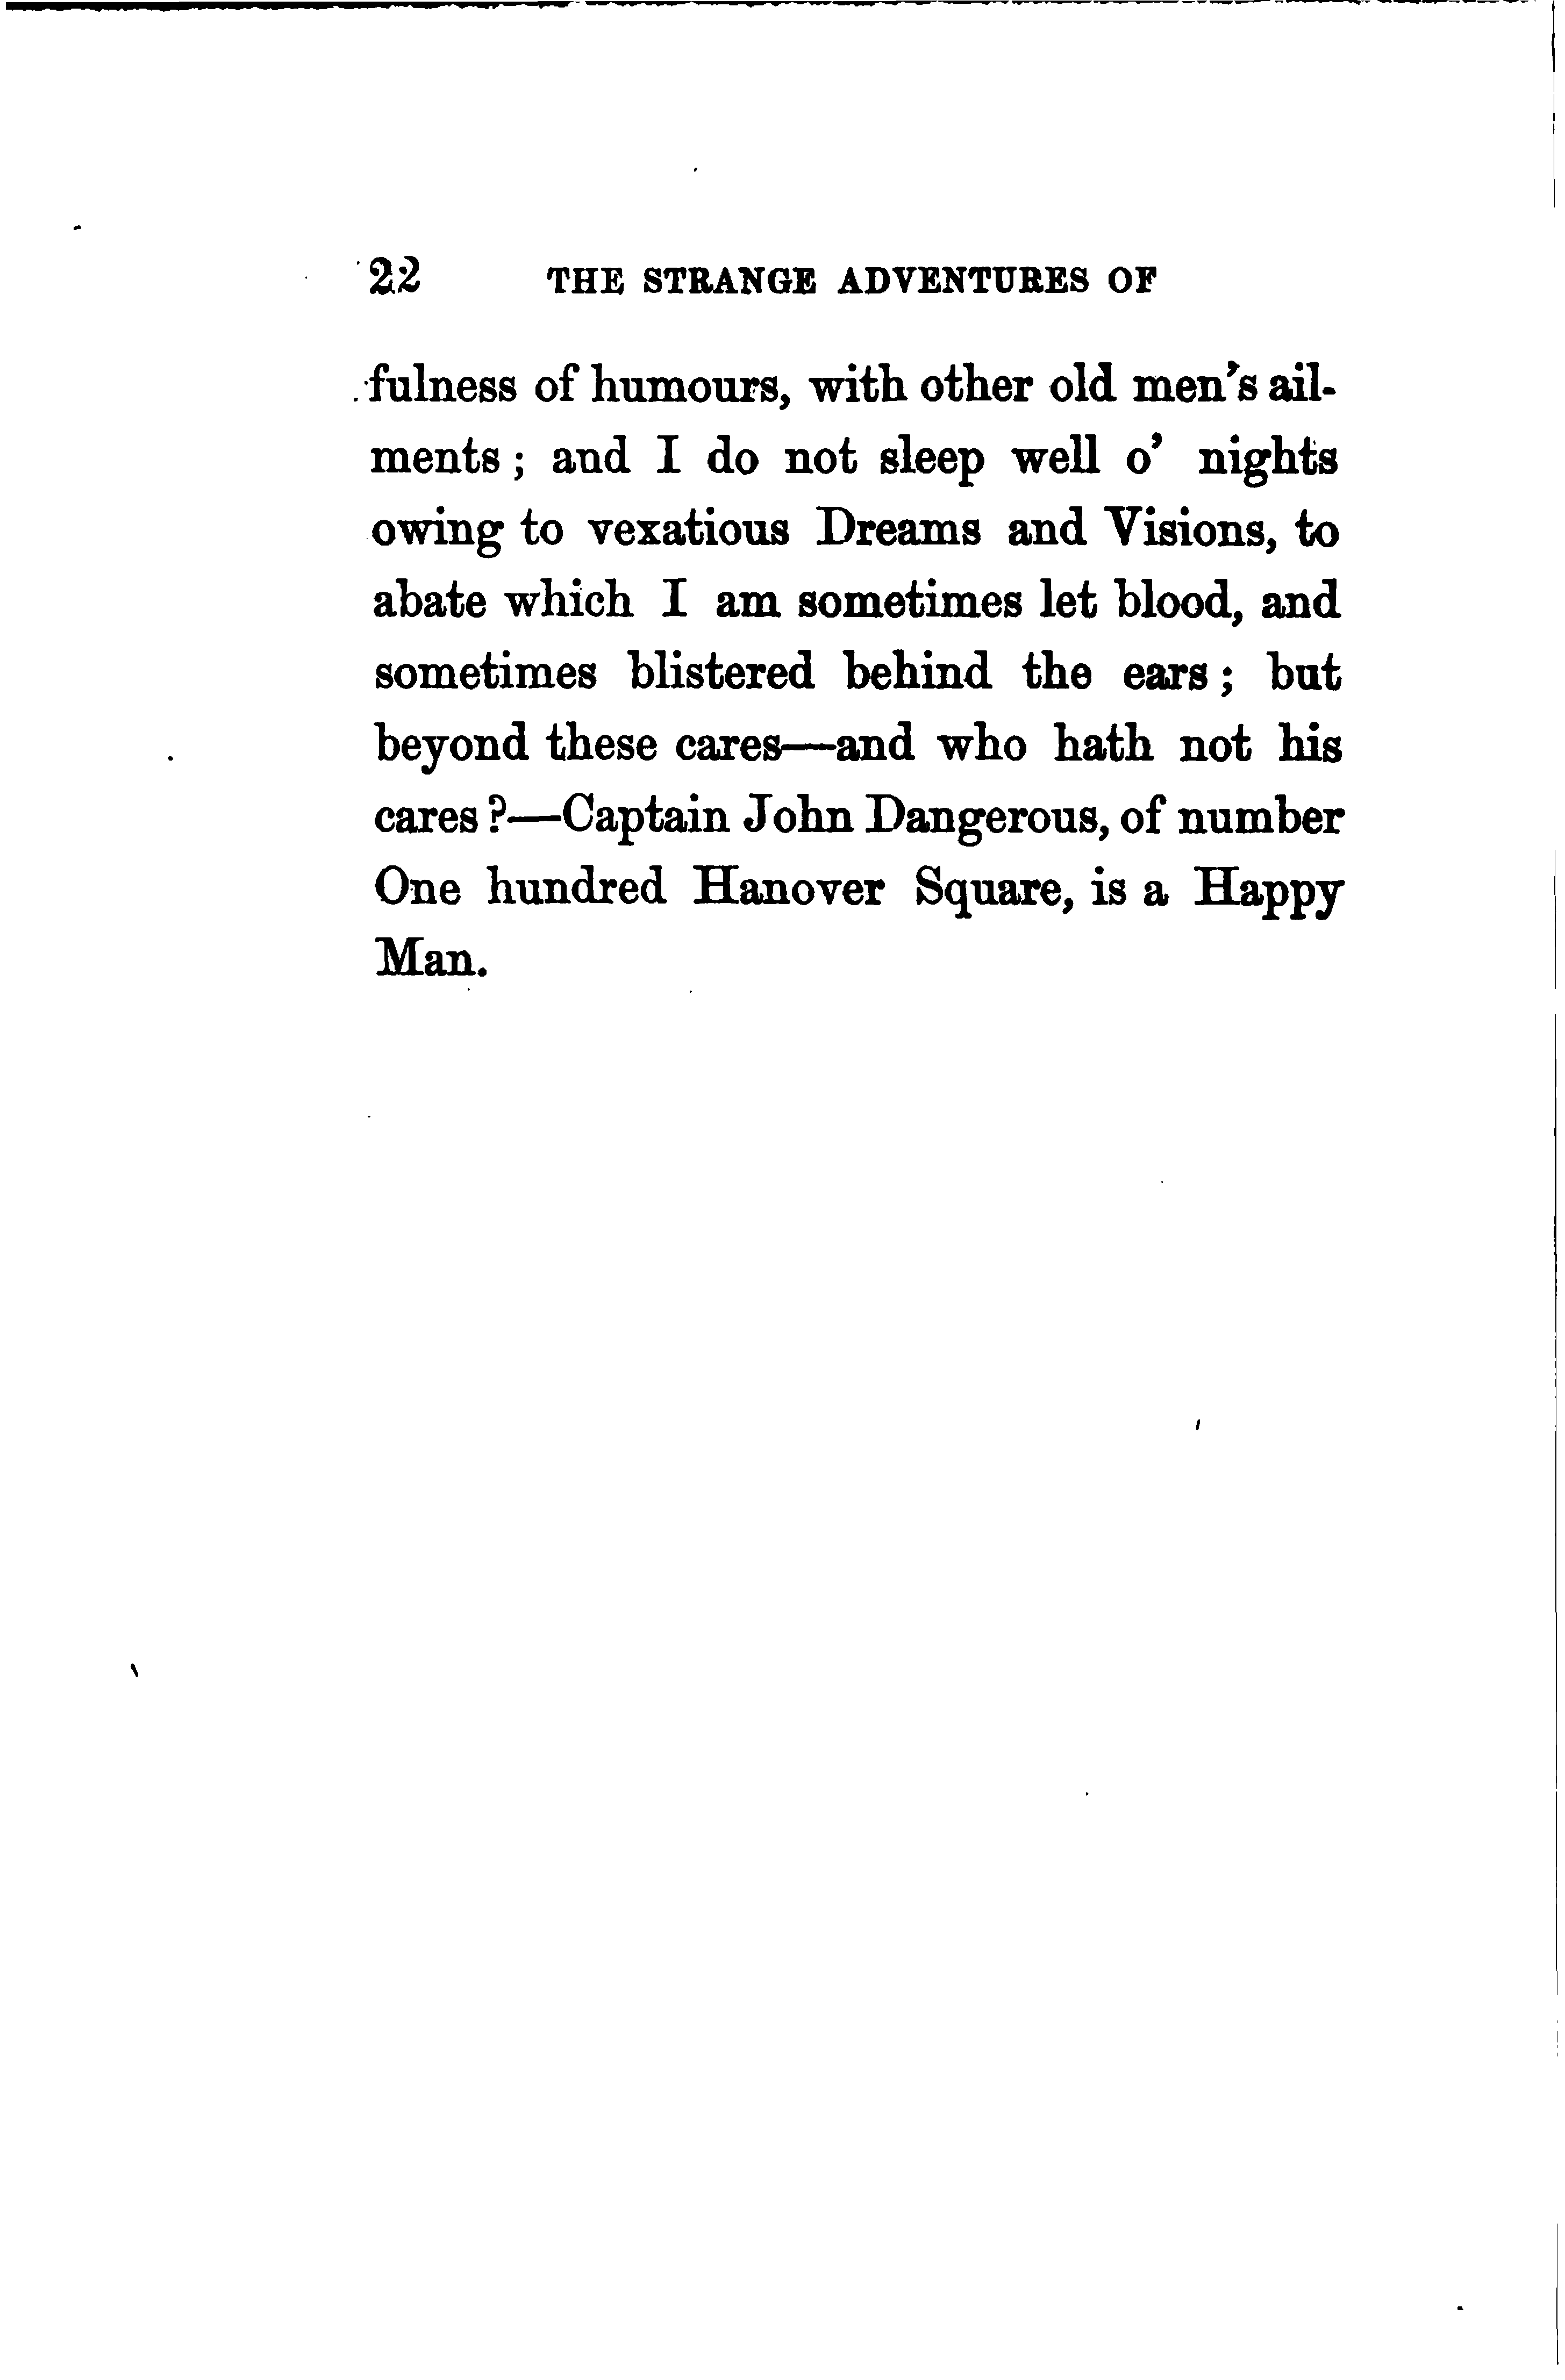 22 THE STRANGE ADVENTURES OF
fulness of humours, with other old men's ail-
ments; and I do not sleep well o' nights
owing to vexatious Dreams and Visions, to
abate which I am sometimes let blood, and
sometimes blistered behind the ears; but
beyond these cares—and who hath not his
cares?—Captain John Dangerous, of number
One hundred Hanover Square, is a Happy
Man.